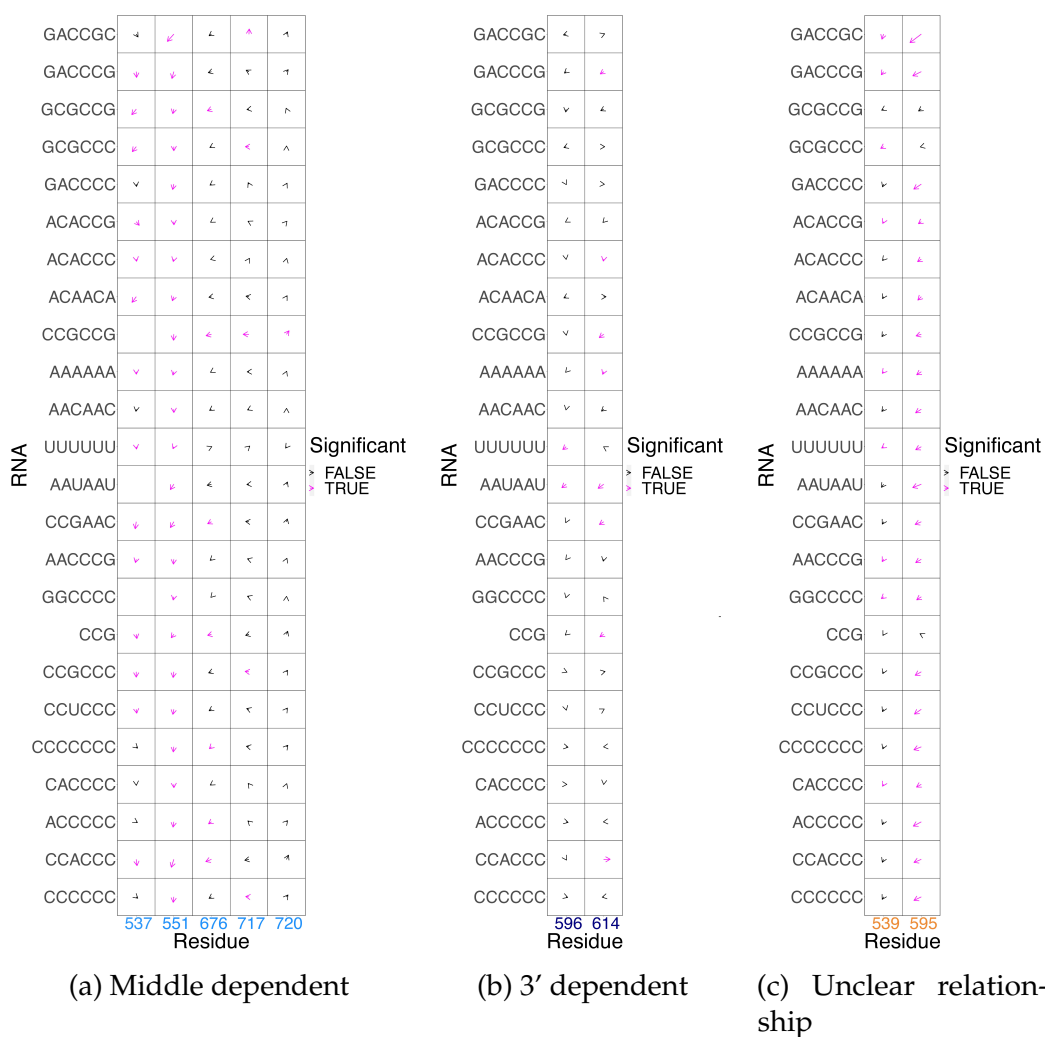 GACCGC
GACCCG
GCGCCG
GCGCCC
GACCCC
ACACCG
ACACCC
ACAACA
CCGCCG
AAAAAA
AACAAC
UUUUUU
AAUAAU
CCGAAC
AACCCG
GGCCCC
CCG
CCGCCC
CCUCCC
CCCCCCC
CACCCC
ACCCCC
CCACCC
CCCCCC
RNA
537 551 676 717 720
Residue
Significant
FALSE
TRUE
(a) Middle dependent
GACCGC
GACCCG
GCGCCG
GCGCCC
GACCCC
ACACCG
ACACCC
ACAACA
CCGCCG
AAAAAA
AACAAC
UUUUUU
AAUAAU
CCGAAC
AACCCG
GGCCCC
CCG
CCGCCC
CCUCCC
CCCCCCC
CACCCC
ACCCCC
CCACCC
CCCCCC
RNA
596 614
Residue
Significant
FALSE
TRUE
(b) 3’ dependent
GACCGC
GACCCG
GCGCCG
GCGCCC
GACCCC
ACACCG
ACACCC
ACAACA
CCGCCG
AAAAAA
AACAAC
UUUUUU
AAUAAU
CCGAAC
AACCCG
GGCCCC
CCG
CCGCCC
CCUCCC
CCCCCCC
CACCCC
ACCCCC
CCACCC
CCCCCC
RNA
539 595
Residue
Significant
FALSE
TRUE
(c) Unclear relation-
ship